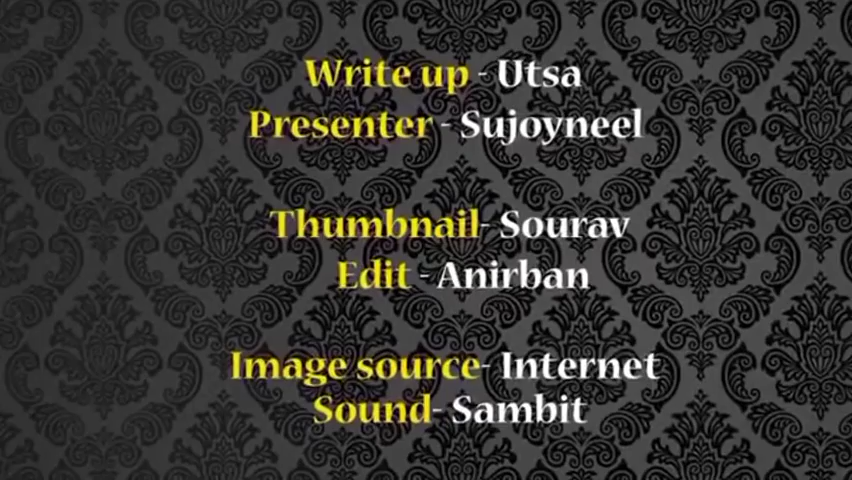 Write up - Utsa
Presenter - Sujoyneel
Thumbnail- Sourav
Edit - Anirban
Image source- Internet
Sound- Sambit